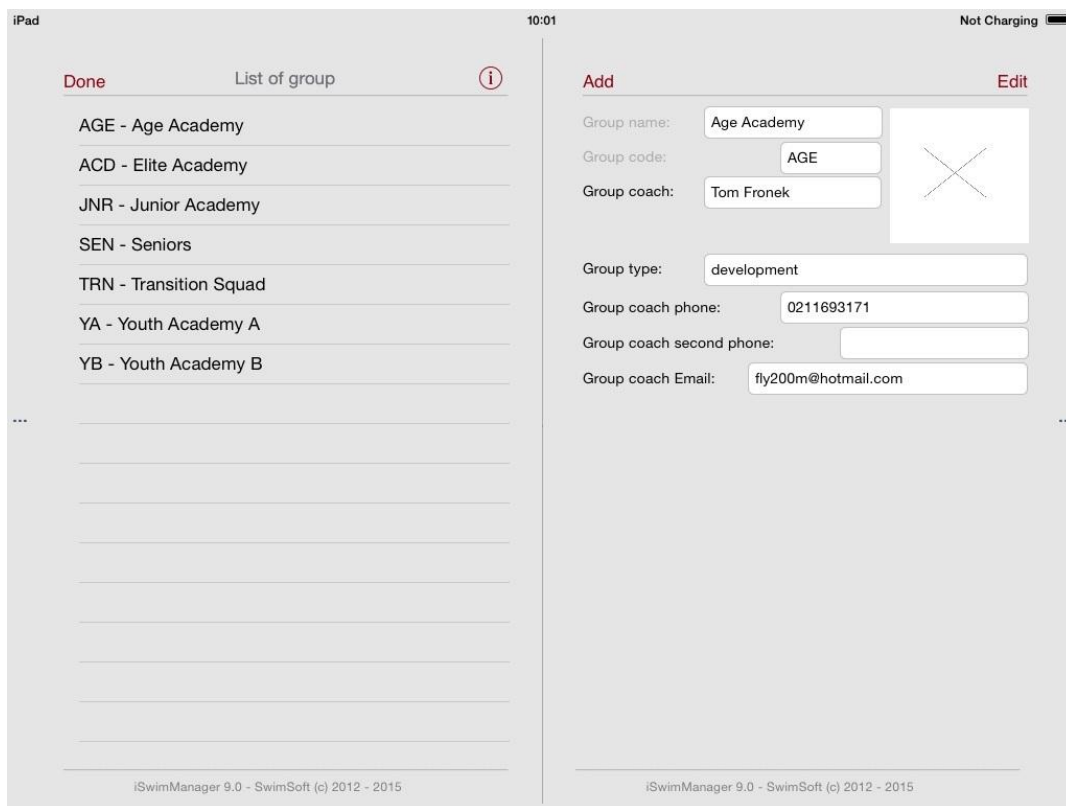 iPad 10:01 Not Charging
Done List of group i
AGE - Age Academy
ACD - Elite Academy
JNR - Junior Academy
SEN - Seniors
TRN - Transition Squad
YA - Youth Academy A
YB - Youth Academy B
iSwimManager 9.0 - SwimSoft (c) 2012 - 2015
Add Edit
Group name: Age Academy
Group code: AGE
Group coach: Tom Fronek
Group type: development
Group coach phone: 0211693171
Group coach second phone:
Group coach Email: fly200m@hotmail.com
iSwimManager 9.0 - SwimSoft (c) 2012 - 2015